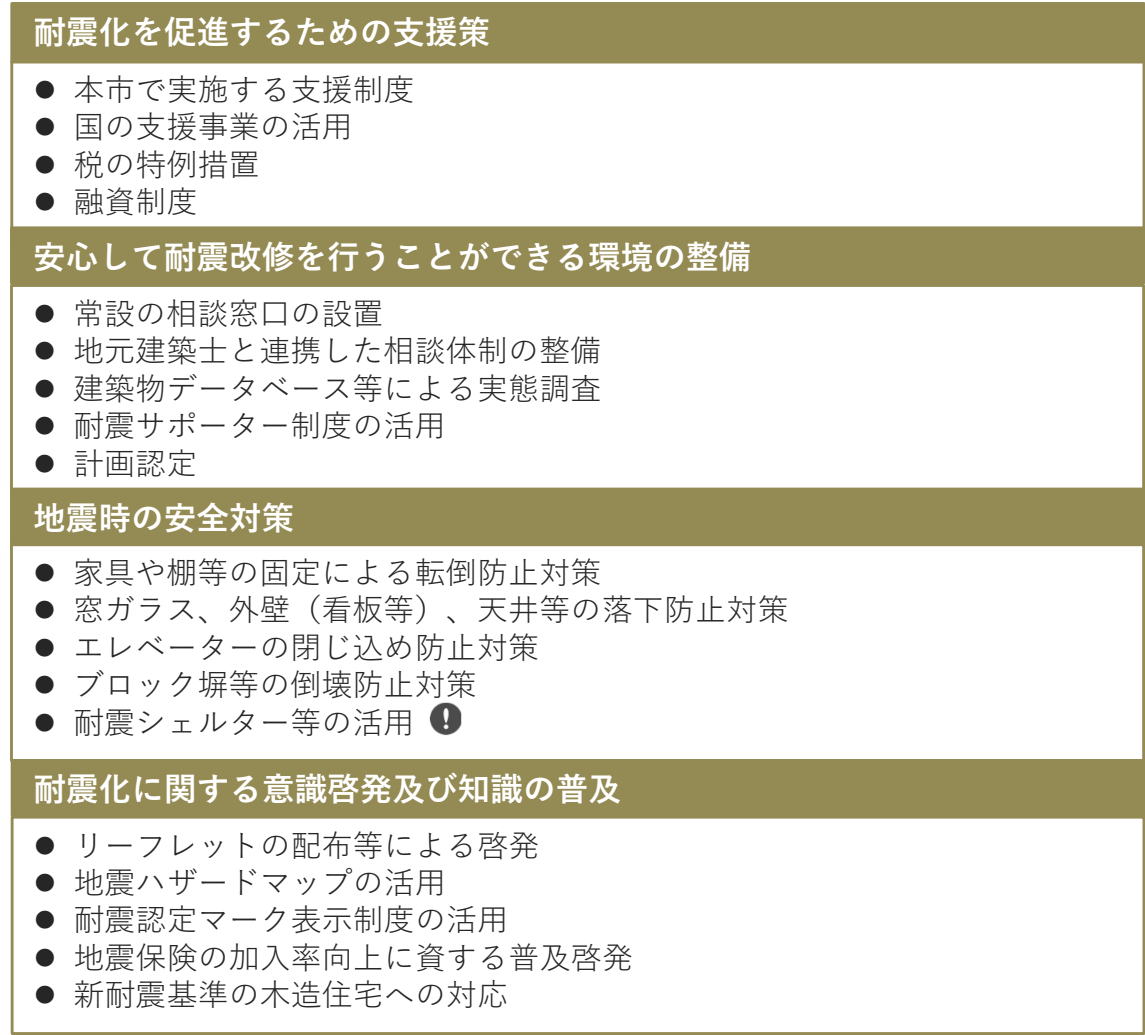 耐震化を促進するための支援策
● 本市で実施する支援制度
● 国の支援事業の活用
● 税の特例措置
● 融資制度
安心して耐震改修を行うことができる環境の整備
● 常設の相談窓口の設置
● 地元建築士と連携した相談体制の整備
● 建築物データベース等による実態調査
● 耐震サポーター制度の活用
● 計画認定
地震時の安全対策
● 家具や棚等の固定による転倒防止対策
● 窓ガラス、外壁（看板等）、天井等の落下防止対策
● エレベーターの閉じ込め防止対策
● ブロック塀等の倒壊防止対策
● 耐震シェルター等の活用 !
耐震化に関する意識啓発及び知識の普及
● リーフレットの配布等による啓発
● 地震ハザードマップの活用
● 耐震認定マーク表示制度の活用
● 地震保険の加入率向上に資する普及啓発
● 新耐震基準の木造住宅への対応